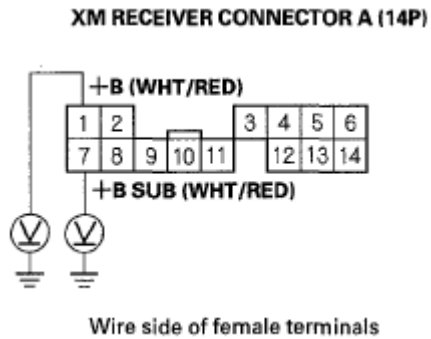 XM RECEIVER CONNECTOR A (14P)
+B (WHT/RED)
1 2 3 4 5 6
7 8 9 10 11 12 13 14
+B SUB (WHT/RED)
V V
Wire side of female terminals